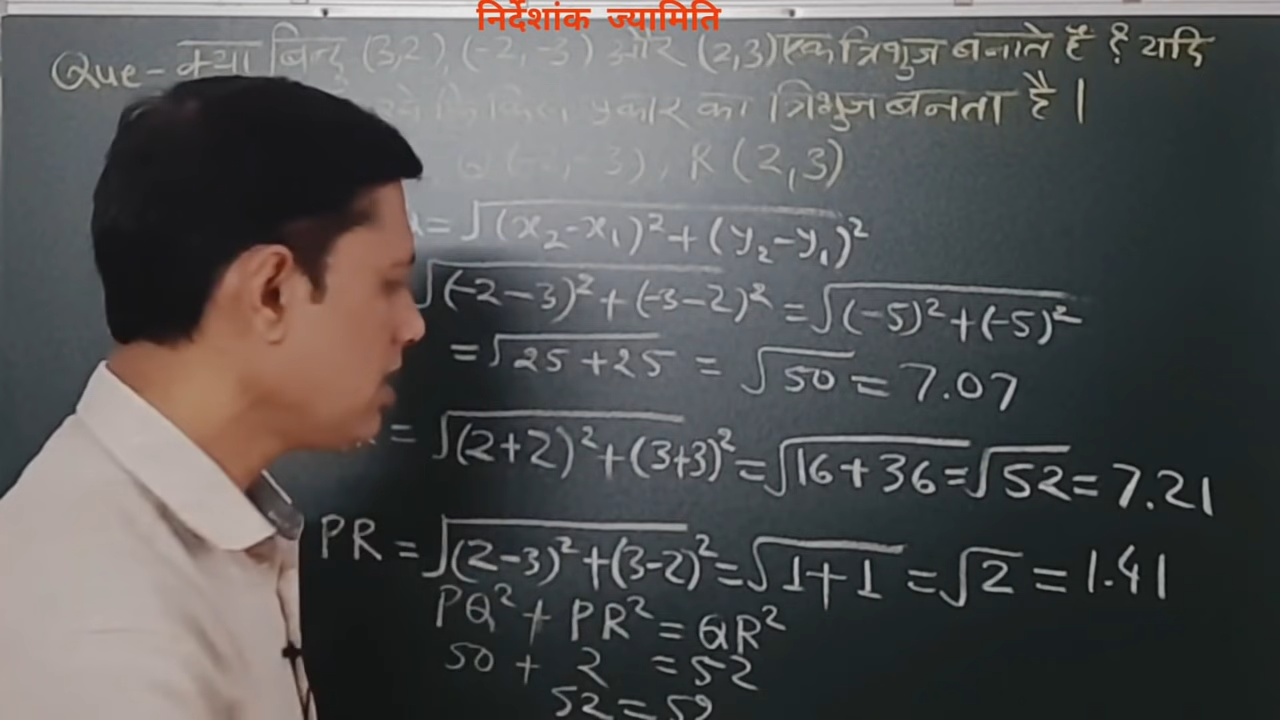 निर्देशांक ज्यामिति
Que- क्या बिन्दु (3,2), (-2,-3) और (2,3) एक त्रिभुज बनाते हैं ? यदि
प्रकार का त्रिभुज बनता है ।
Q (-2,-3), R (2,3)
= √(x₂-x₁)² + (y₂-y₁)²
√(-2-3)² + (-3-2)² = √(-5)² + (-5)²
= √25+25 = √50 = 7.07
= √(2+2)² + (3+3)² = √16+36 = √52 = 7.21
PR = √(2-3)² + (3-2)² = √1+1 = √2 = 1.41
PQ² + PR² = QR²
50 + 2 = 52
52 = 52